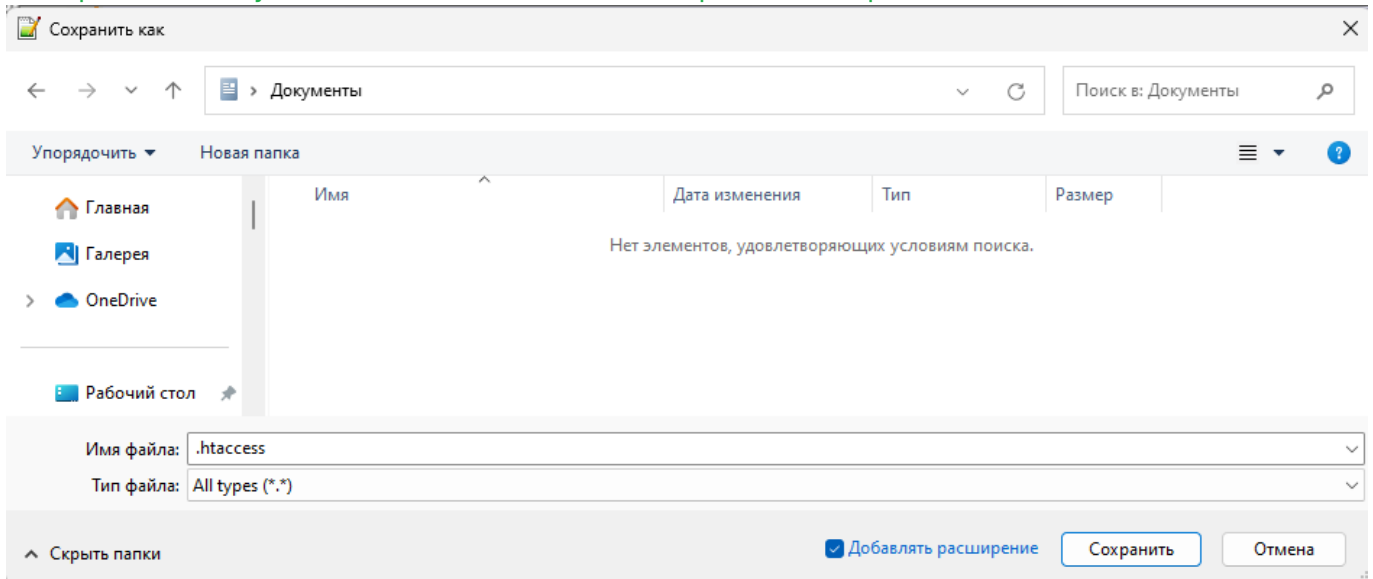 Сохранить как
Документы
Поиск в: Документы
Упорядочить
Новая папка
Имя
Дата изменения
Тип
Размер
Главная
Нет элементов, удовлетворяющих условиям поиска.
Галерея
OneDrive
Рабочий стол
Имя файла: .htaccess
Тип файла: All types (*.*)
Скрыть папки
Добавлять расширение
Сохранить
Отмена